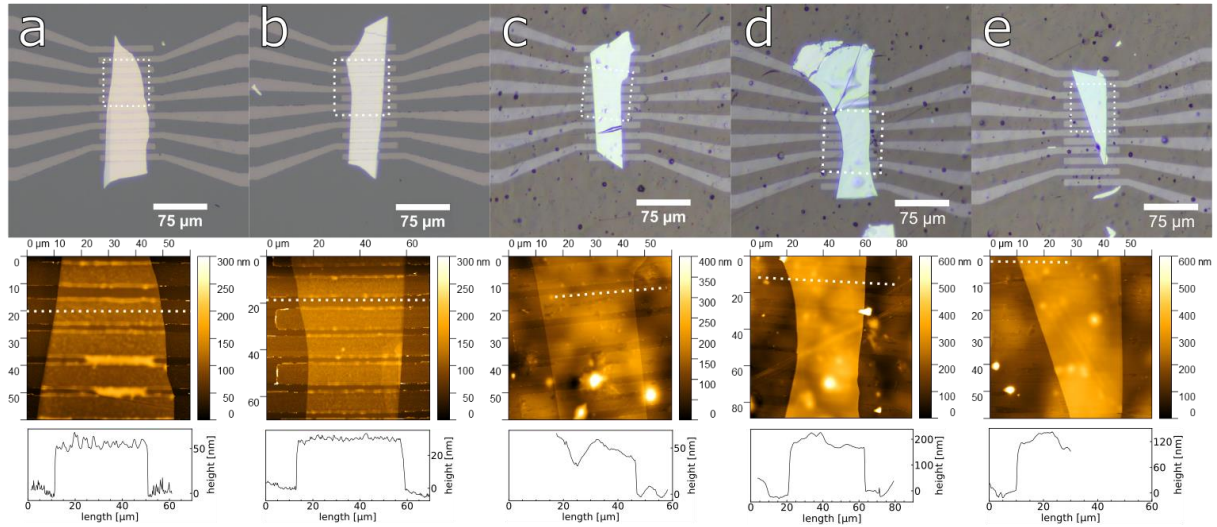 a b c d e
75 µm 75 µm 75 µm 75 µm 75 µm
0 µm 10 20 30 40 50
0 10 20 30 40 50
300 nm 250 200 150 100 50 0
0 µm 20 40 60
0 20 40 60
300 nm 250 200 150 100 50 0
0 µm 10 20 30 40 60
0 10 20 30 40 50
400 nm 350 300 250 200 150 100 50 0
0 µm 20 40 60 80
0 20 40 60 80
600 nm 500 400 300 200 100 0
0 µm 10 20 30 50
0 10 20 30 40 50
600 nm 500 400 300 200 100 0
50 0 height [nm]
0 20 40 60
length [µm]
20 0 height [nm]
0 20 40 60
length [µm]
50 0 height [nm]
0 20 40 60
length [µm]
200 100 0 height [nm]
0 20 40 60 80
length [µm]
120 60 0 height [nm]
0 20 40 60
length [µm]